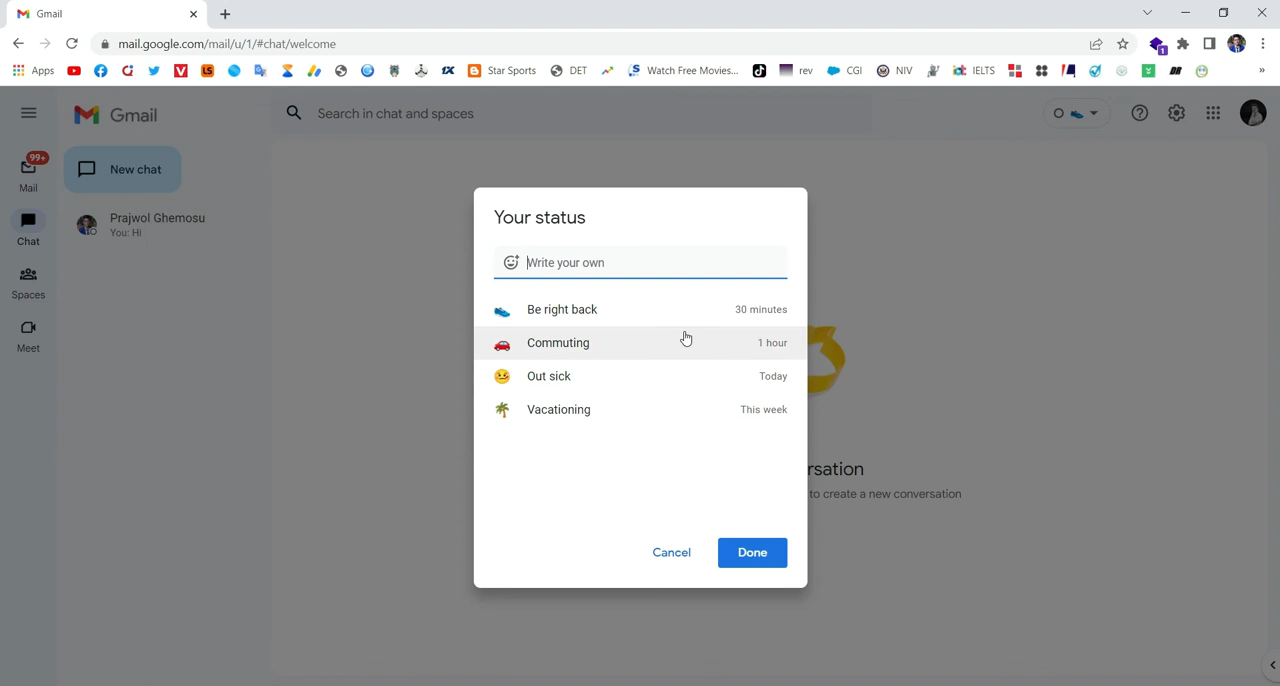 Gmail
mail.google.com/mail/u/1/#chat/welcome
1
Apps
Star Sports
DET
Watch Free Movies...
rev
CGI
NIV
IELTS
»
Gmail
Search in chat and spaces
99+
Mail
New chat
Prajwol Ghemosu
You: Hi
Chat
Spaces
Meet
Your status
Write your own
Be right back 30 minutes
Commuting 1 hour
Out sick Today
Vacationing This week
rsation
to create a new conversation
Cancel
Done